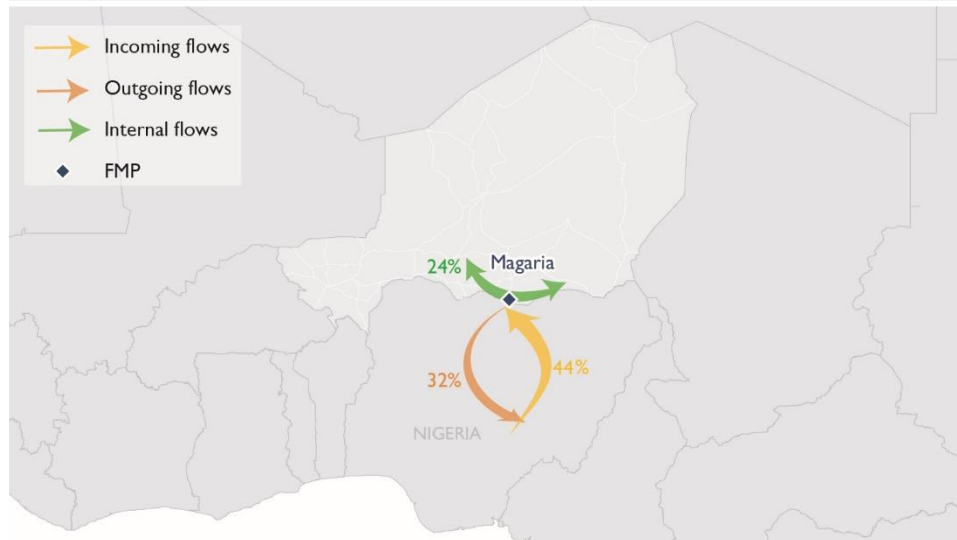 Incoming flows
Outgoing flows
Internal flows
FMP
24%
Magaria
32%
44%
NIGERIA